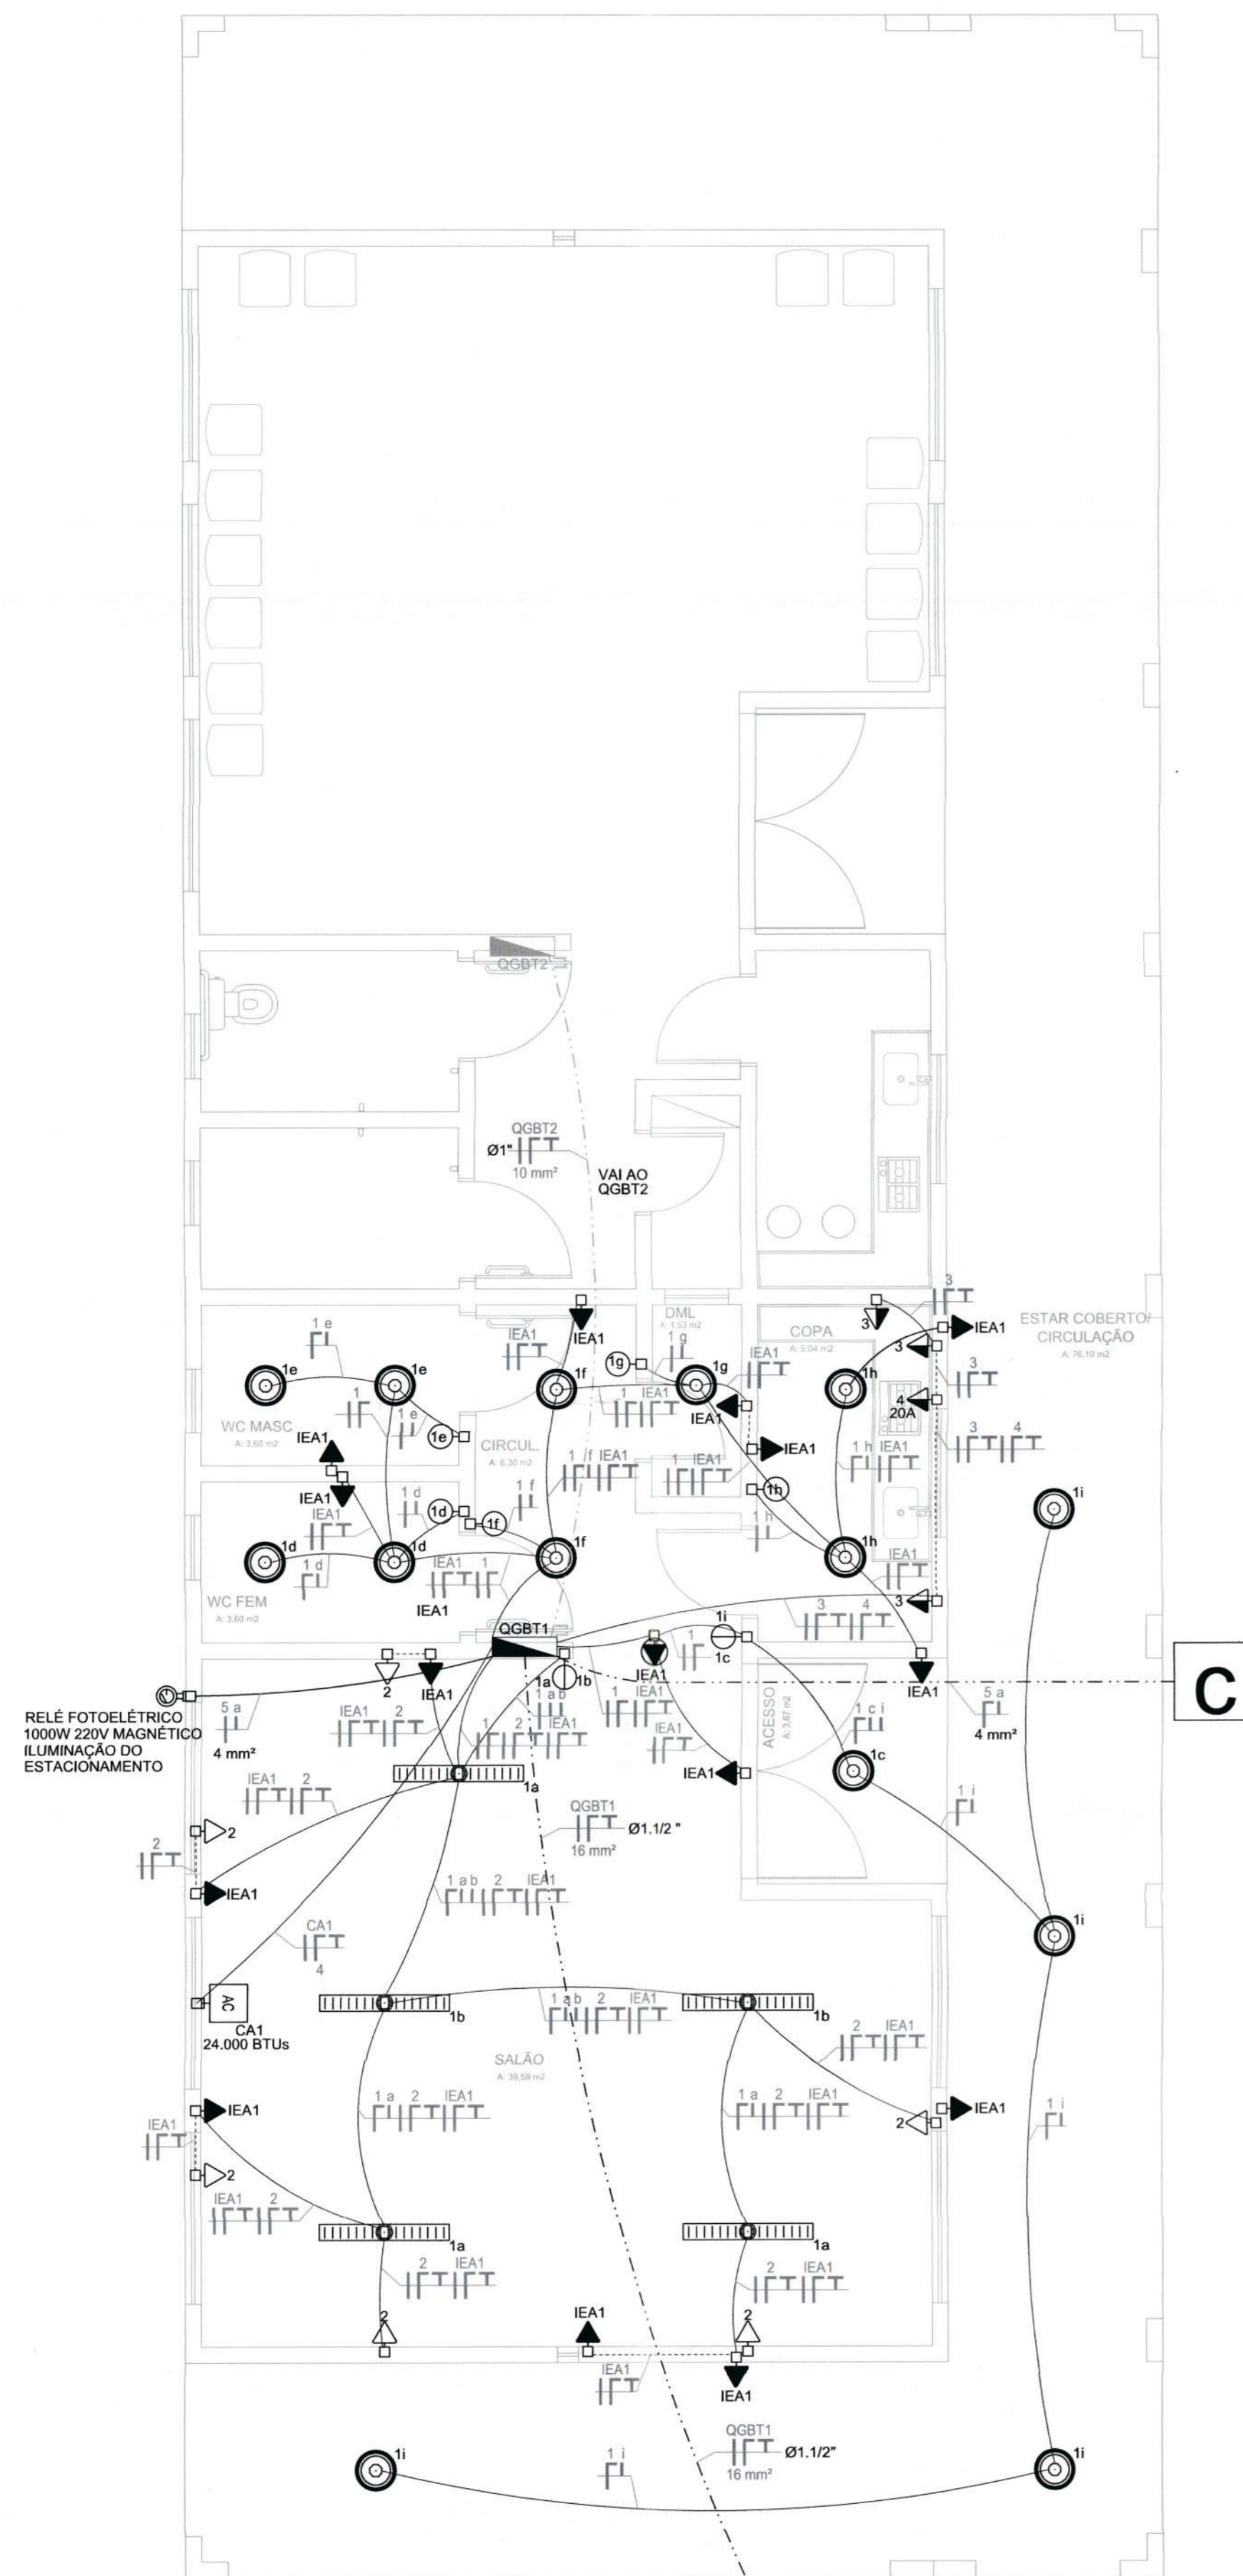 QGBT2
QGBT2
Ø1"
10 mm²
VAI AO
QGBT2
3
1 e
DML
A: 1,53 m2
1 g
COPA
A: 5,04 m2
ESTAR COBERTO/
CIRCULAÇÃO
A: 76,10 m2
IEA1
IEA1
3
IEA1
3
IEA1
1g
1e
1e
1f
1g
1h
3
1
1 e
1 IEA1
4
20A
WC MASC
A: 3,60 m2
IEA1
1e
CIRCUL.
A: 6,30 m2
IEA1
IEA1
3 4
1 f IEA1
1 IEA1
1 h IEA1
IEA1
1d
1 d
1f
1 f
1h
1i
IEA1
1 h
1d
1d
1f
1h
1 d
IEA1 1
IEA1
IEA1
WC FEM
A: 3,60 m2
3
3 4
QGBT1
1i
1c
1
2
IEA1
1a
1b
IEA1
IEA1
1 a b
5 a
4 mm²
RELÉ FOTOELÉTRICO
1000W 220V MAGNÉTICO
ILUMINAÇÃO DO
ESTACIONAMENTO
IEA1 2
1 2 IEA1
1 IEA1
IEA1
ACESSO
A: 3,67 m2
1 c i
5 a
4 mm²
C
IEA1
1c
1a
IEA1 2
QGBT1
Ø1.1/2 "
16 mm²
1 i
2
2
IEA1
1 a b 2 IEA1
CA1
4
1i
AC
CA1
24.000 BTUs
1b
1 a b 2 IEA1
1b
2 IEA1
SALÃO
A: 39,59 m2
IEA1
IEA1
1 a 2 IEA1
1 a 2 IEA1
IEA1
2
1 i
2
IEA1 2
1a
1a
2 IEA1
2 IEA1
2
IEA1
2
IEA1
IEA1
QGBT1
Ø1.1/2"
16 mm²
1i
1 i
1i